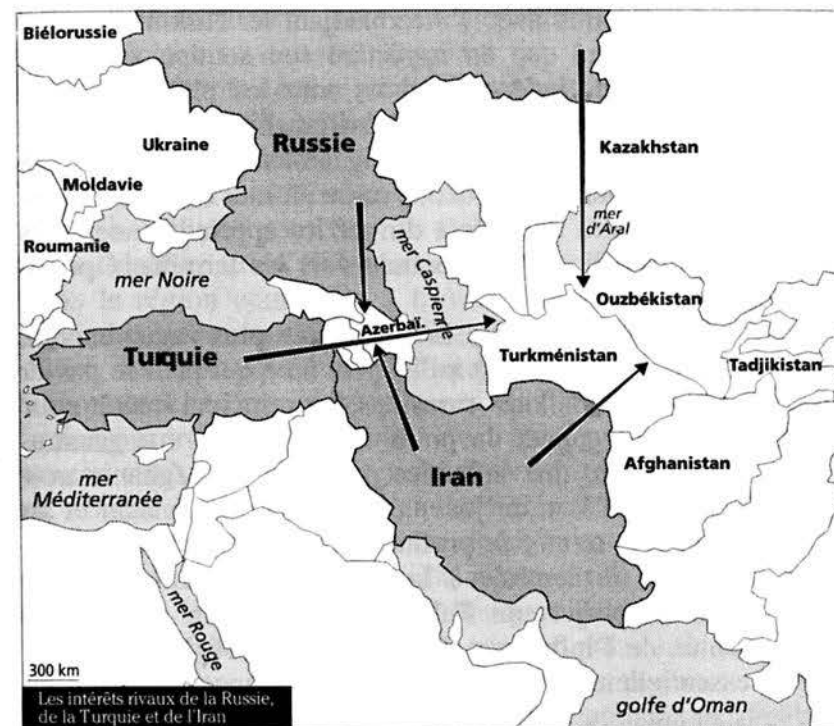 Biélorussie
Ukraine
Russie
Kazakhstan
Moldavie
mer
d'Aral
Roumanie
mer Caspienne
mer Noire
Ouzbékistan
Azerbaï.
Turquie
Turkménistan
Tadjikistan
Iran
Afghanistan
mer
Méditerranée
mer Rouge
300 km
Les intérêts rivaux de la Russie,
de la Turquie et de l'Iran
golfe d'Oman